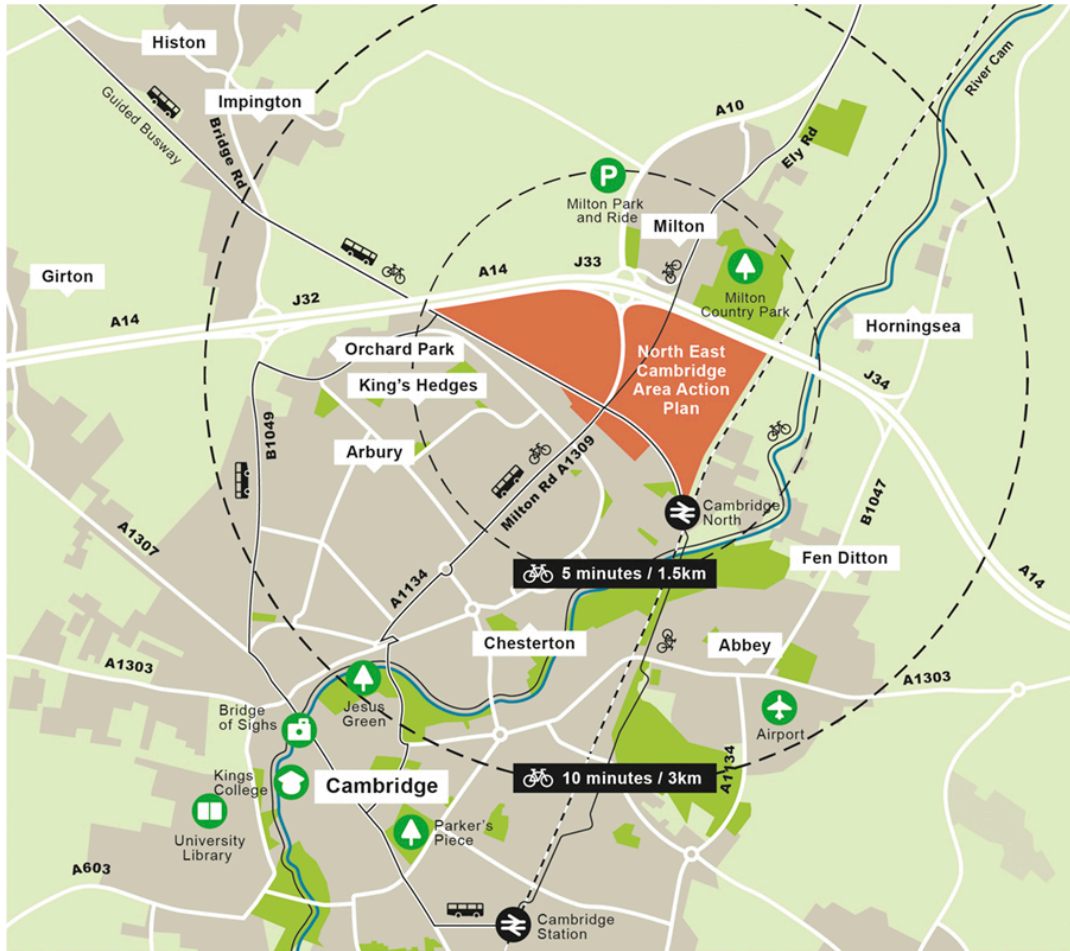 Histon
Impington
Guided Busway
Bridge Rd
River Cam
A10
Ely Rd
P
Milton Park
and Ride
Milton
Milton
Country Park
Girton
A14
J32
A14
J33
Horningsea
Orchard Park
King's Hedges
North East
Cambridge
Area Action
Plan
J34
B1049
Arbury
Milton Rd A1309
B1047
Cambridge
North
A1307
Fen Ditton
5 minutes / 1.5km
A14
A1134
Chesterton
Abbey
A1303
A1303
Jesus
Green
Bridge
of Sighs
Airport
Kings
College
Cambridge
10 minutes / 3km
A1134
University
Library
Parker's
Piece
A603
Cambridge
Station